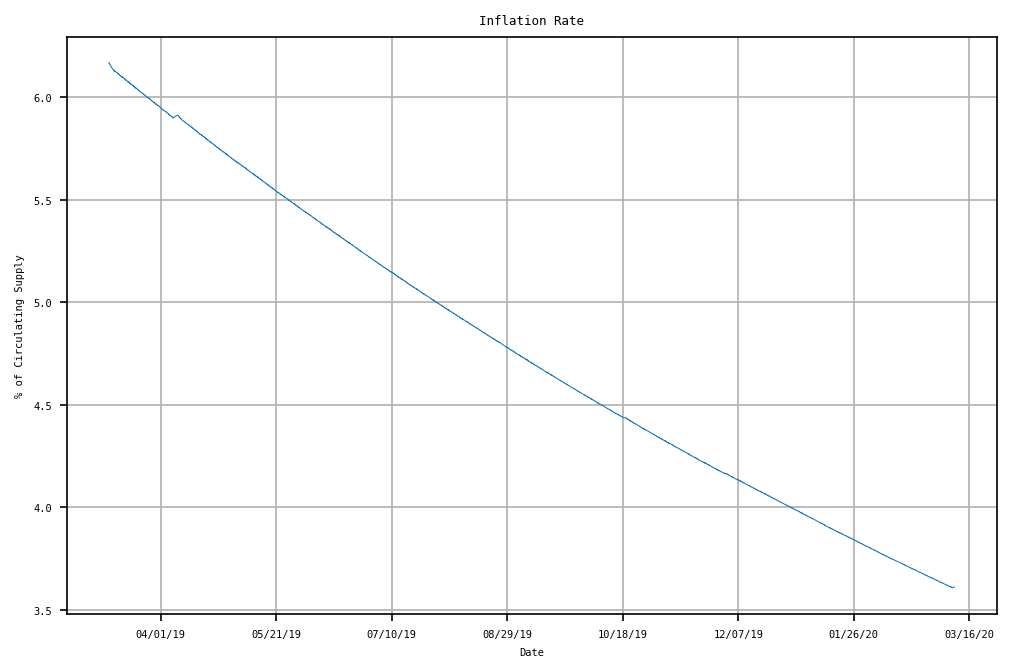 Inflation Rate
% of Circulating Supply
6.0
5.5
5.0
4.5
4.0
3.5
04/01/19 05/21/19 07/10/19 08/29/19 10/18/19 12/07/19 01/26/20 03/16/20
Date